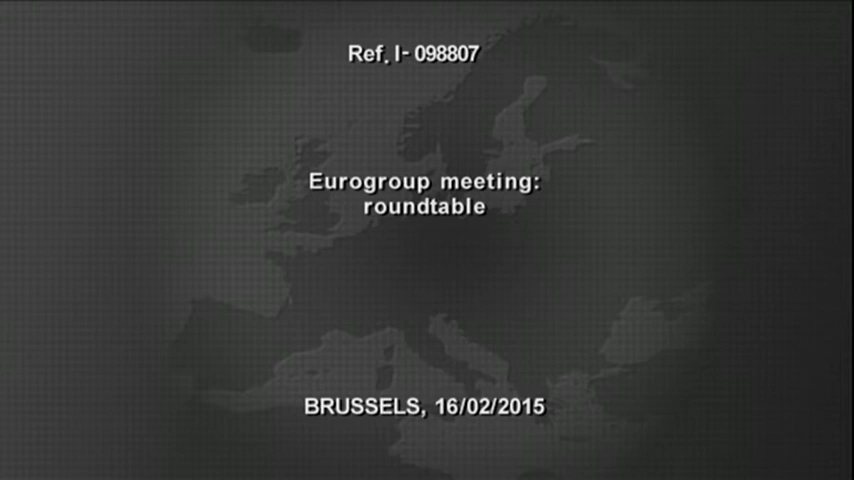 Ref. I- 098807
Eurogroup meeting:
roundtable
BRUSSELS, 16/02/2015